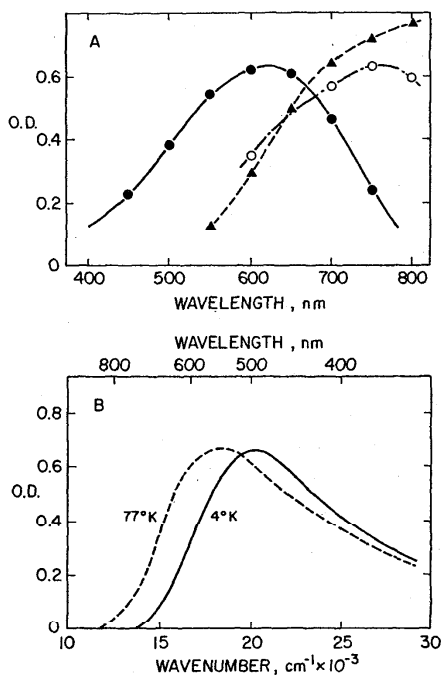 A
0.6
O.D.
0.4
0.2
0
400 500 600 700 800
WAVELENGTH, nm
WAVELENGTH, nm
800 600 500 400
B
0.8
0.6
O.D.
0.4
77°K 4°K
0.2
0
10 15 20 25 30
WAVENUMBER, cm⁻¹×10⁻³